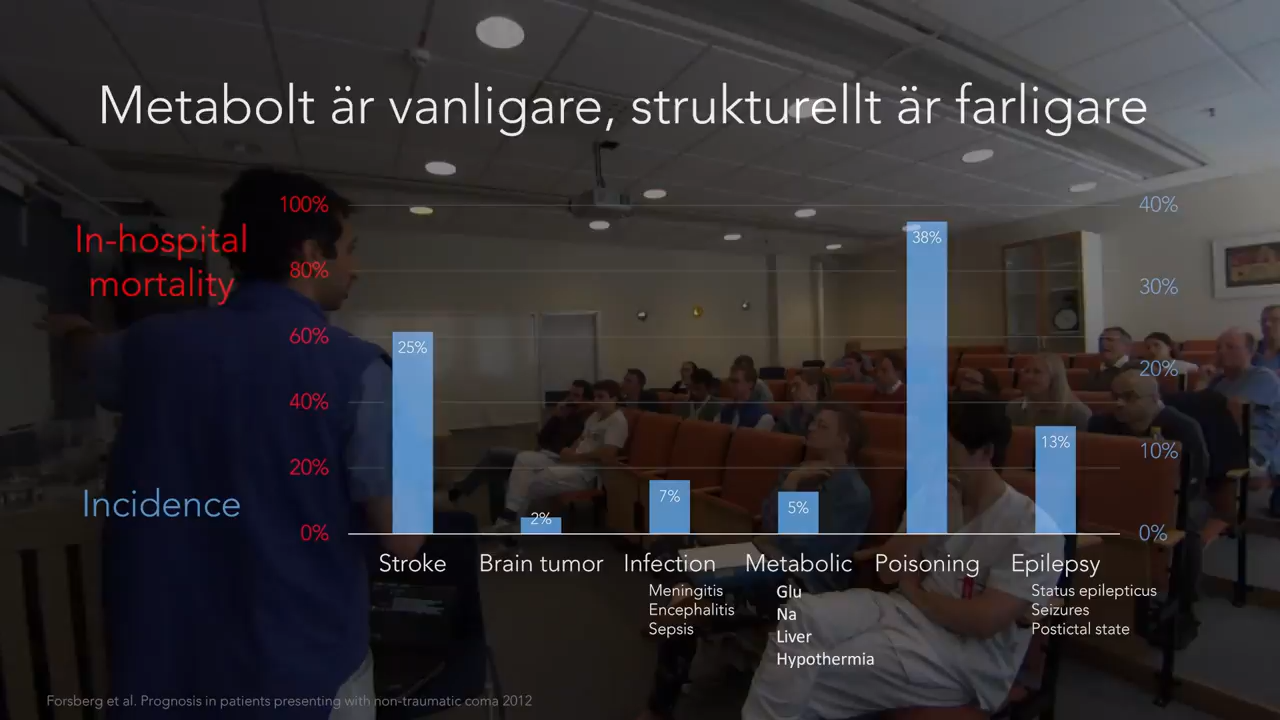 Metabolt är vanligare, strukturellt är farligare
In-hospital
mortality
Incidence
100%
80%
60%
40%
20%
0%
40%
30%
20%
10%
0%
25%
2%
7%
5%
38%
13%
Stroke
Brain tumor
Infection
Metabolic
Poisoning
Epilepsy
Meningitis
Encephalitis
Sepsis
Glu
Na
Liver
Hypothermia
Status epilepticus
Seizures
Postictal state
Forsberg et al. Prognosis in patients presenting with non-traumatic coma 2012